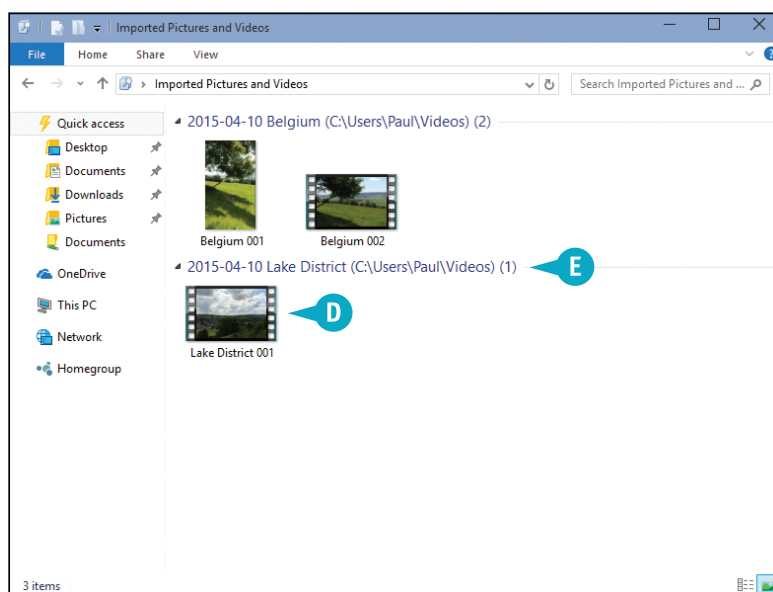 Imported Pictures and Videos
File Home Share View
Imported Pictures and Videos
Search Imported Pictures and ...
Quick access
Desktop
Documents
Downloads
Pictures
Documents
OneDrive
This PC
Network
Homegroup
2015-04-10 Belgium (C:\Users\Paul\Videos) (2)
Belgium 001 Belgium 002
2015-04-10 Lake District (C:\Users\Paul\Videos) (1)
E
D
Lake District 001
3 items